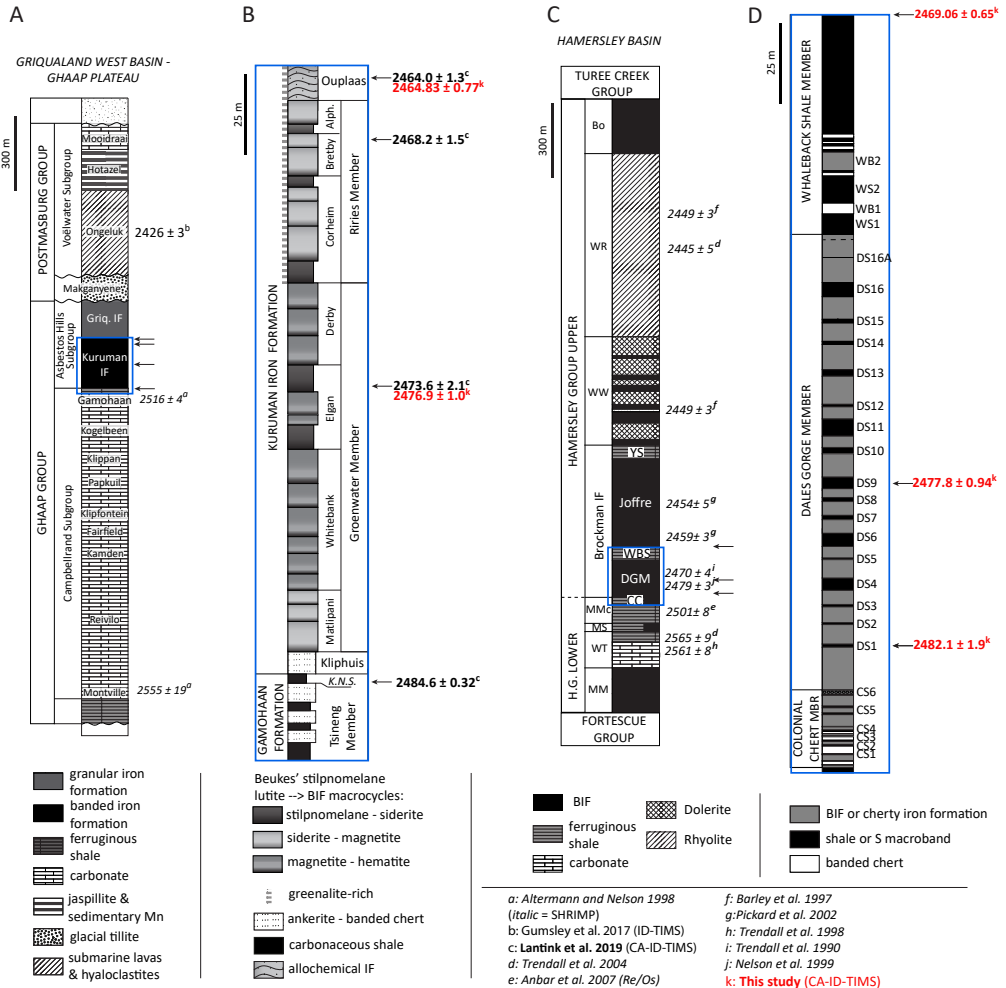 A
GRIQUALAND WEST BASIN -
GHAAP PLATEAU
300 m
POSTMASBURG GROUP
Voëlwater Subgroup
GHAAP GROUP
Asbestos Hills
Subgroup
Campbellrand Subgroup
Mooidraai
Hotazel
Ongeluk
2426 ± 3b
Makganyene
Griq. IF
Kuruman
IF
Gamohaan
2516 ± 4a
Kogelbeen
Klippan
Papkuil
Klipfontein
Fairfield
Kamden
Reivilo
Montville
2555 ± 19a
granular iron
formation
banded iron
formation
ferruginous
shale
carbonate
jaspillite &
sedimentary Mn
glacial tillite
submarine lavas
& hyaloclastites
B
25 m
KURUMAN IRON FORMATION
GAMOHAAN
FORMATION
Ouplaas
Alph.
Bretby
Corheim
Riries Member
Derby
Elgan
Whitebank
Matlipani
Groenwater Member
Kliphuis
K.N.S.
Tsineng
Member
2464.0 ± 1.3c
2464.83 ± 0.77k
2468.2 ± 1.5c
2473.6 ± 2.1c
2476.9 ± 1.0k
2484.6 ± 0.32c
Beukes' stilpnomelane
lutite --> BIF macrocycles:
stilpnomelane - siderite
siderite - magnetite
magnetite - hematite
greenalite-rich
ankerite - banded chert
carbonaceous shale
allochemical IF
C
HAMERSLEY BASIN
300 m
TUREE CREEK
GROUP
HAMERSLEY GROUP UPPER
H.G. LOWER
Bo
WR
WW
Brockman IF
MMc
MS
WT
MM
YS
Joffre
WBS
DGM
CC
2449 ± 3f
2445 ± 5d
2449 ± 3f
2454± 5g
2459± 3g
2470 ± 4i
2479 ± 3j
2501± 8e
2565 ± 9d
2561 ± 8h
FORTESCUE
GROUP
BIF
ferruginous
shale
carbonate
Dolerite
Rhyolite
D
25 m
WHALEBACK SHALE MEMBER
DALES GORGE MEMBER
COLONIAL
CHERT MBR
WB2
WS2
WB1
WS1
DS16A
DS16
DS15
DS14
DS13
DS12
DS11
DS10
DS9
DS8
DS7
DS6
DS5
DS4
DS3
DS2
DS1
CS6
CS5
CS4
CS3
CS2
CS1
2469.06 ± 0.65k
2477.8 ± 0.94k
2482.1 ± 1.9k
BIF or cherty iron formation
shale or S macroband
banded chert
a: Altermann and Nelson 1998
(italic = SHRIMP)
b: Gumsley et al. 2017 (ID-TIMS)
c: Lantink et al. 2019 (CA-ID-TIMS)
d: Trendall et al. 2004
e: Anbar et al. 2007 (Re/Os)
f: Barley et al. 1997
g:Pickard et al. 2002
h: Trendall et al. 1998
i: Trendall et al. 1990
j: Nelson et al. 1999
k: This study (CA-ID-TIMS)